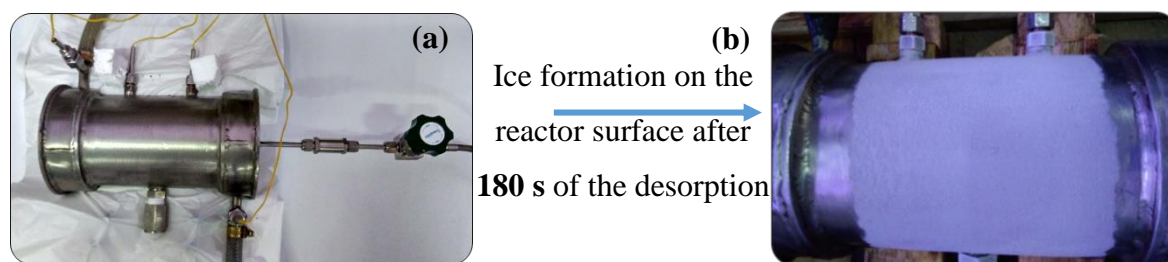 (a)
(b)
Ice formation on the
reactor surface after
180 s of the desorption